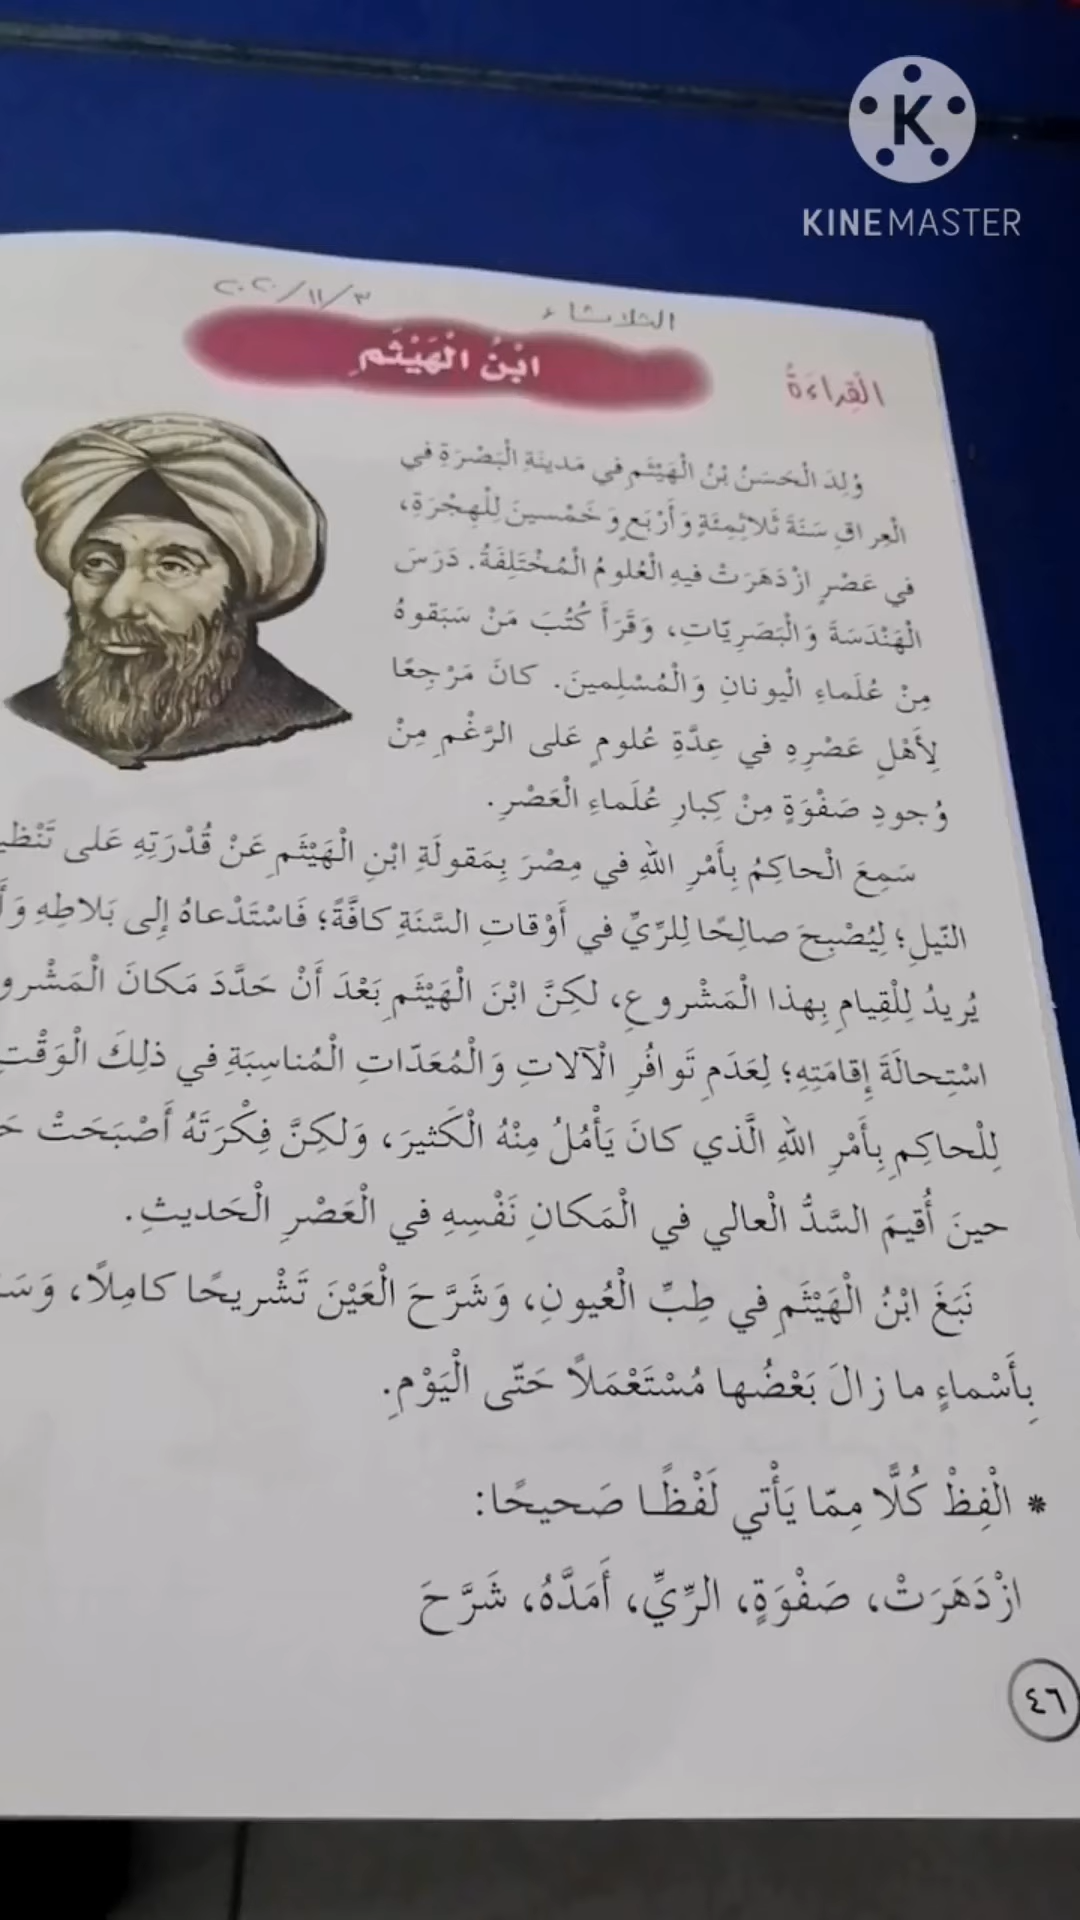 KINEMASTER
الثلاثاء ٢٠٢٠/١١/٣
الْقِراءَةُ
ابْنُ الْهَيْثَمِ
وُلِدَ الْحَسَنُ بْنُ الْهَيْثَمِ في مَدينَةِ الْبَصْرَةِ في
الْعِراقِ سَنَةَ ثَلاثِمِئَةٍ وَأَرْبَعٍ وَخَمْسينَ لِلْهِجْرَةِ،
في عَصْرٍ ازْدَهَرَتْ فيهِ الْعُلومُ الْمُخْتَلِفَةُ. دَرَسَ
الْهَنْدَسَةَ وَالْبَصَرِيّاتِ، وَقَرَأَ كُتُبَ مَنْ سَبَقوهُ
مِنْ عُلَماءِ الْيونانِ وَالْمُسْلِمينَ. كانَ مَرْجِعًا
لِأَهْلِ عَصْرِهِ في عِدَّةِ عُلومٍ عَلى الرَّغْمِ مِنْ
وُجودِ صَفْوَةٍ مِنْ كِبارِ عُلَماءِ الْعَصْرِ.
سَمِعَ الْحاكِمُ بِأَمْرِ اللهِ في مِصْرَ بِمَقولَةِ ابْنِ الْهَيْثَمِ عَنْ قُدْرَتِهِ عَلى
النّيلِ؛ لِيُصْبِحَ صالِحًا لِلرِّيِّ في أَوْقاتِ السَّنَةِ كافَّةً؛ فَاسْتَدْعاهُ إِلى بَلاطِهِ
يُريدُ لِلْقِيامِ بِهذا الْمَشْروعِ، لكِنَّ ابْنَ الْهَيْثَمِ بَعْدَ أَنْ حَدَّدَ مَكانَ
اسْتِحالَةَ إِقامَتِهِ؛ لِعَدَمِ تَوافُرِ الْآلاتِ وَالْمُعَدّاتِ الْمُناسِبَةِ في ذلِكَ الْوَقْتِ
لِلْحاكِمِ بِأَمْرِ اللهِ الَّذي كانَ يَأْمُلُ مِنْهُ الْكَثيرَ، وَلكِنَّ فِكْرَتَهُ أَصْبَحَتْ
حينَ أُقيمَ السَّدُّ الْعالي في الْمَكانِ نَفْسِهِ في الْعَصْرِ الْحَديثِ.
نَبَغَ ابْنُ الْهَيْثَمِ في طِبِّ الْعُيونِ، وَشَرَّحَ الْعَيْنَ تَشْريحًا كامِلًا،
بِأَسْماءٍ ما زالَ بَعْضُها مُسْتَعْمَلًا حَتّى الْيَوْمِ.
* الْفِظْ كُلًّا مِمّا يَأْتي لَفْظًا صَحيحًا:
ازْدَهَرَتْ، صَفْوَةٍ، الرِّيِّ، أَمَدَّهُ، شَرَّحَ
٤٦